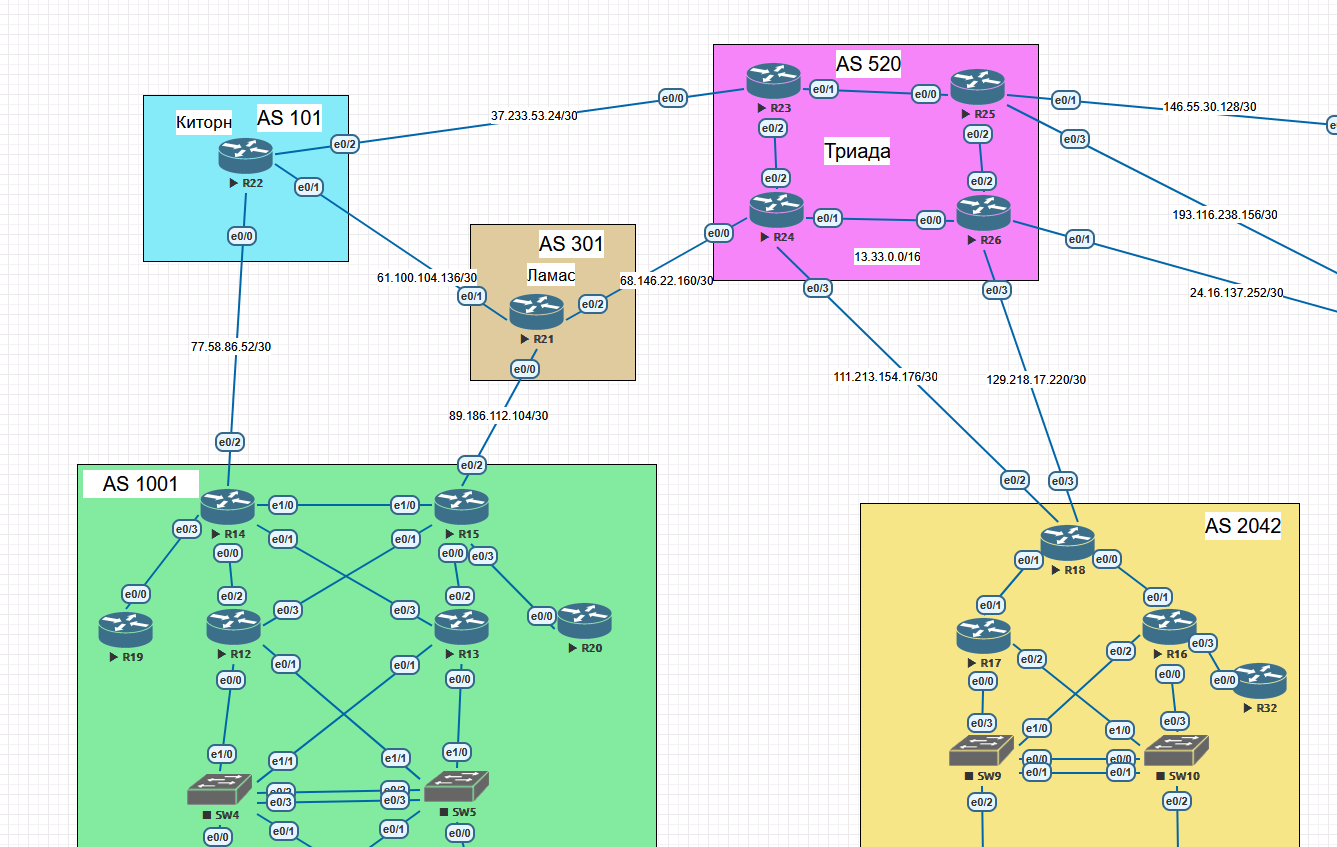 AS 520
e0/0
e0/1
e0/0
R23
R25
e0/1
146.55.30.128/30
37.233.53.24/30
e0/2
e0/2
e0/3
Киторн
AS 101
e0/2
Триада
R22
e0/1
e0/2
e0/2
193.116.238.156/30
e0/0
e0/1
e0/0
R24
R26
e0/0
e0/1
AS 301
13.33.0.0/16
Ламас
61.100.104.136/30
68.146.22.160/30
e0/1
e0/2
e0/3
e0/3
24.16.137.252/30
R21
77.58.86.52/30
e0/0
111.213.154.176/30
129.218.17.220/30
89.186.112.104/30
e0/2
e0/2
e0/2
e0/3
AS 1001
e1/0
e1/0
AS 2042
R14
R15
e0/3
e0/1
e0/1
e0/0
e0/0
e0/3
R18
e0/1
e0/0
e0/0
e0/2
e0/2
e0/3
e0/3
e0/0
e0/1
e0/1
R19
R12
R13
R20
e0/1
e0/1
R17
R16
e0/3
e0/2
e0/2
e0/0
e0/0
e0/0
e0/0
e0/0
R32
e0/3
e0/3
e1/0
e1/0
e1/0
e1/0
e1/1
e1/1
e0/0
e0/0
e0/1
e0/1
SW9
SW10
e0/2
e0/2
e0/3
e0/3
e0/2
e0/2
SW4
SW5
e0/0
e0/1
e0/1
e0/0